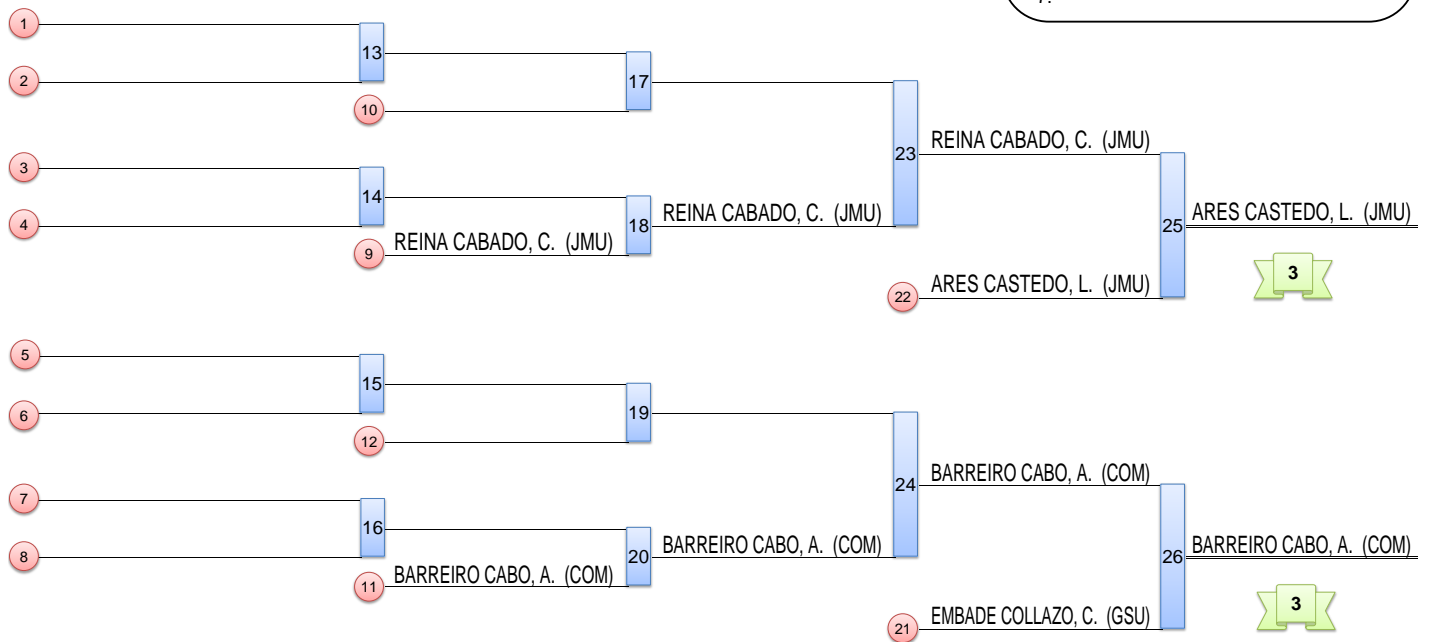 7.
1
13
2
17
10
23
REINA CABADO, C. (JMU)
3
14
4
18
REINA CABADO, C. (JMU)
9
REINA CABADO, C. (JMU)
25
ARES CASTEDO, L. (JMU)
3
22
ARES CASTEDO, L. (JMU)
5
15
6
19
12
24
BARREIRO CABO, A. (COM)
7
16
8
20
BARREIRO CABO, A. (COM)
11
BARREIRO CABO, A. (COM)
26
BARREIRO CABO, A. (COM)
3
21
EMBADE COLLAZO, C. (GSU)